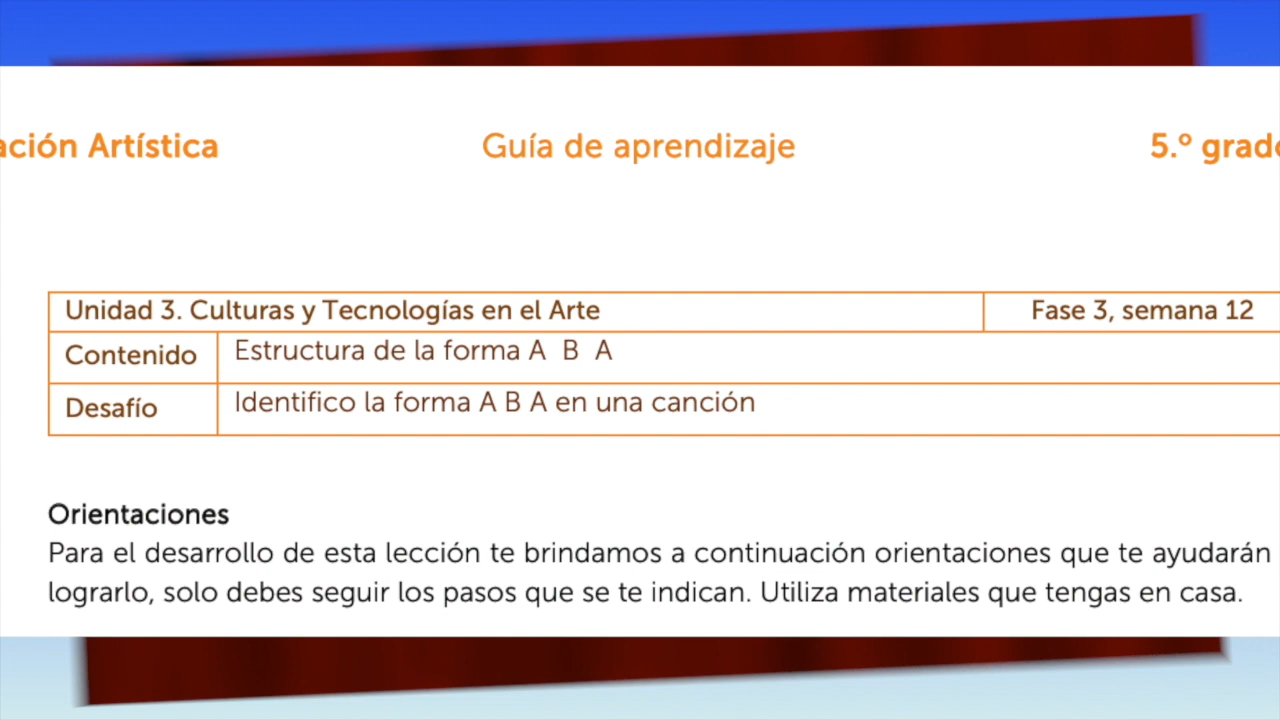 ación Artística Guía de aprendizaje 5.º grado
Unidad 3. Culturas y Tecnologías en el Arte Fase 3, semana 12
Contenido Estructura de la forma A B A
Desafío Identifico la forma A B A en una canción
Orientaciones
Para el desarrollo de esta lección te brindamos a continuación orientaciones que te ayudarán
lograrlo, solo debes seguir los pasos que se te indican. Utiliza materiales que tengas en casa.